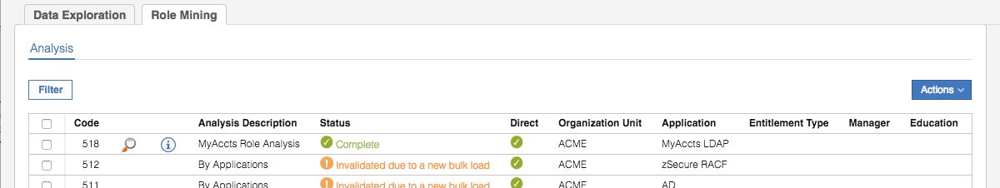 Data Exploration Role Mining
Analysis
Filter Actions
Code Analysis Description Status Direct Organization Unit Application Entitlement Type Manager Education
518 MyAccts Role Analysis Complete ACME MyAccts LDAP
512 By Applications Invalidated due to a new bulk load ACME zSecure RACF
511 By Applications Invalidated due to a new bulk load ACME AD